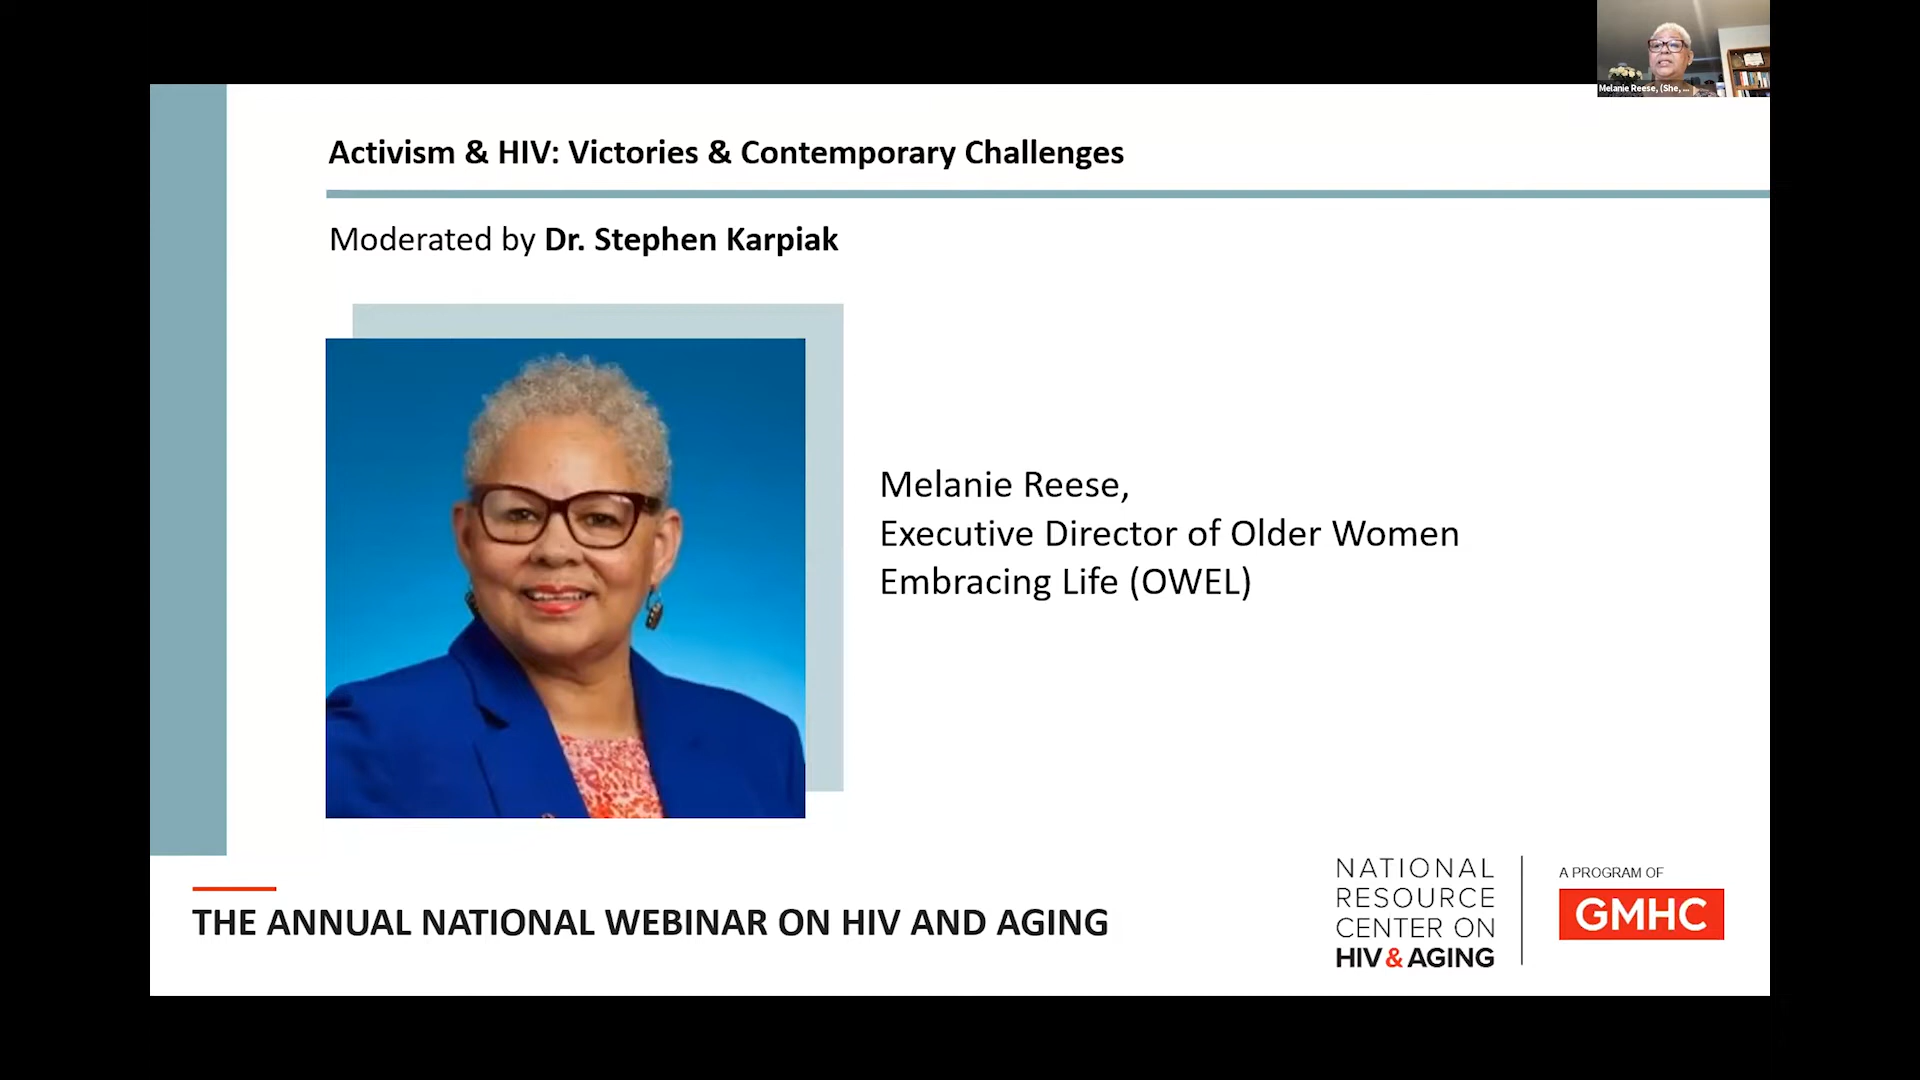 Melanie Reese, (She, ...
Activism & HIV: Victories & Contemporary Challenges
Moderated by Dr. Stephen Karpiak
Melanie Reese,
Executive Director of Older Women
Embracing Life (OWEL)
THE ANNUAL NATIONAL WEBINAR ON HIV AND AGING
NATIONAL
RESOURCE
CENTER ON
HIV & AGING
A PROGRAM OF
GMHC